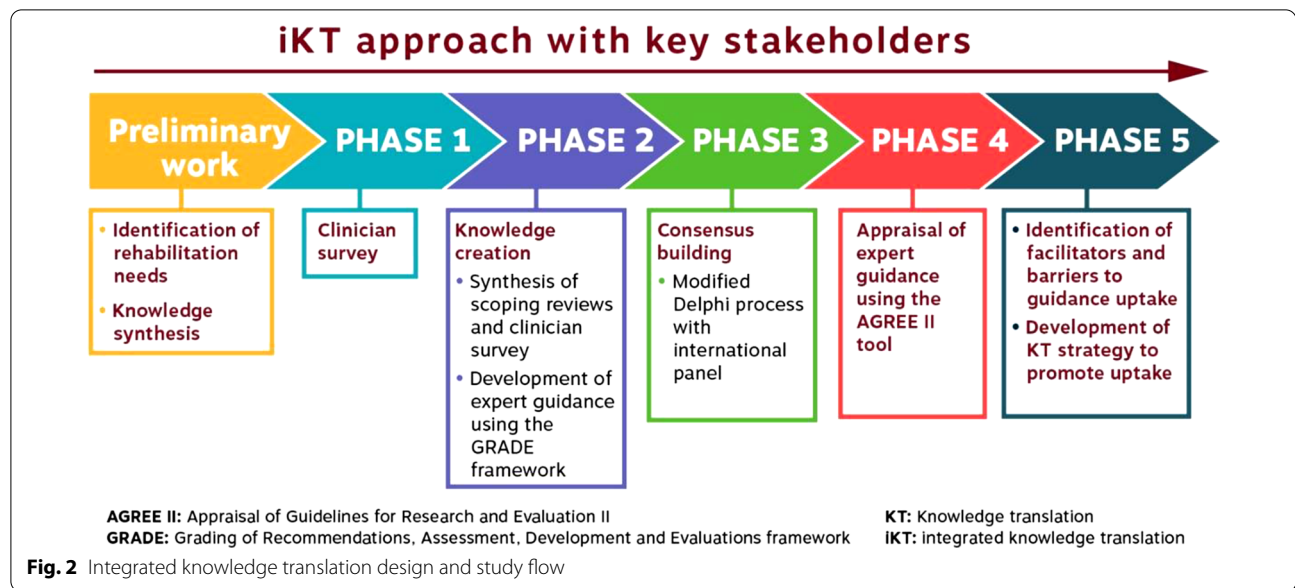 iKT approach with key stakeholders
Preliminary
work
PHASE 1
PHASE 2
PHASE 3
PHASE 4
PHASE 5
• Identification of
rehabilitation
needs
• Knowledge
synthesis
Clinician
survey
Knowledge
creation
• Synthesis of
scoping reviews
and clinician
survey
• Development of
expert guidance
using the
GRADE
framework
Consensus
building
• Modified
Delphi process
with
international
panel
Appraisal of
expert
guidance
using the
AGREE II
tool
• Identification of
facilitators and
barriers to
guidance uptake
• Development of
KT strategy to
promote uptake
AGREE II: Appraisal of Guidelines for Research and Evaluation II
GRADE: Grading of Recommendations, Assessment, Development and Evaluations framework
KT: Knowledge translation
iKT: integrated knowledge translation
Fig. 2 Integrated knowledge translation design and study flow